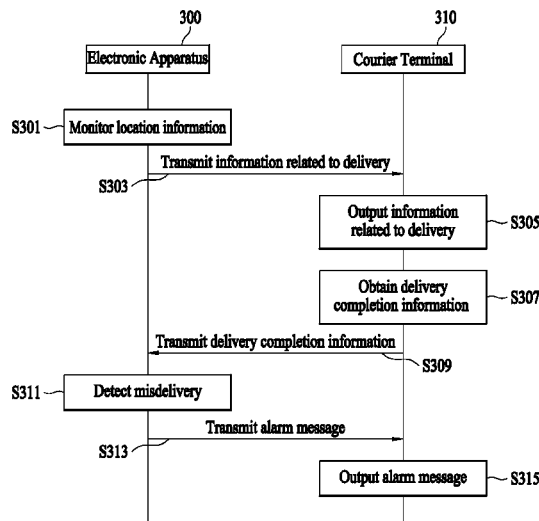 300
310
Electronic Apparatus
Courier Terminal
S301
Monitor location information
Transmit information related to delivery
S303
Output information
related to delivery
S305
Obtain delivery
completion information
S307
Transmit delivery completion information
S309
S311
Detect misdelivery
Transmit alarm message
S313
Output alarm message
S315